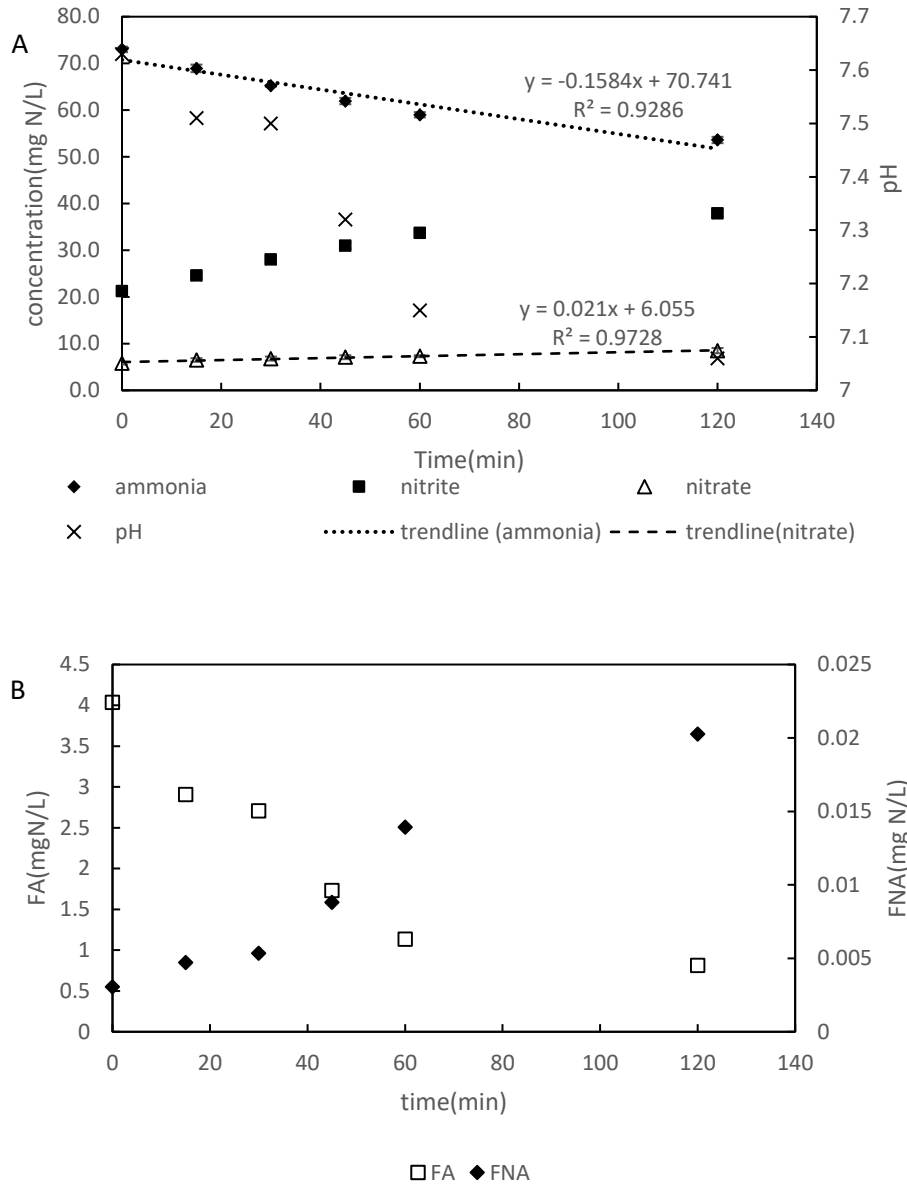 A
concentration(mg N/L)
80.0
70.0
60.0
50.0
40.0
30.0
20.0
10.0
0.0
y = -0.1584x + 70.741
R² = 0.9286
y = 0.021x + 6.055
R² = 0.9728
7.7
7.6
7.5
7.4
7.3
7.2
7.1
7
pH
0 20 40 60 80 100 120 140
Time(min)
ammonia nitrite nitrate
pH trendline (ammonia) trendline(nitrate)
B
FA(mgN/L)
4.5
4
3.5
3
2.5
2
1.5
1
0.5
0
0.025
0.02
0.015
0.01
0.005
0
FNA(mg N/L)
0 20 40 60 80 100 120 140
time(min)
FA FNA